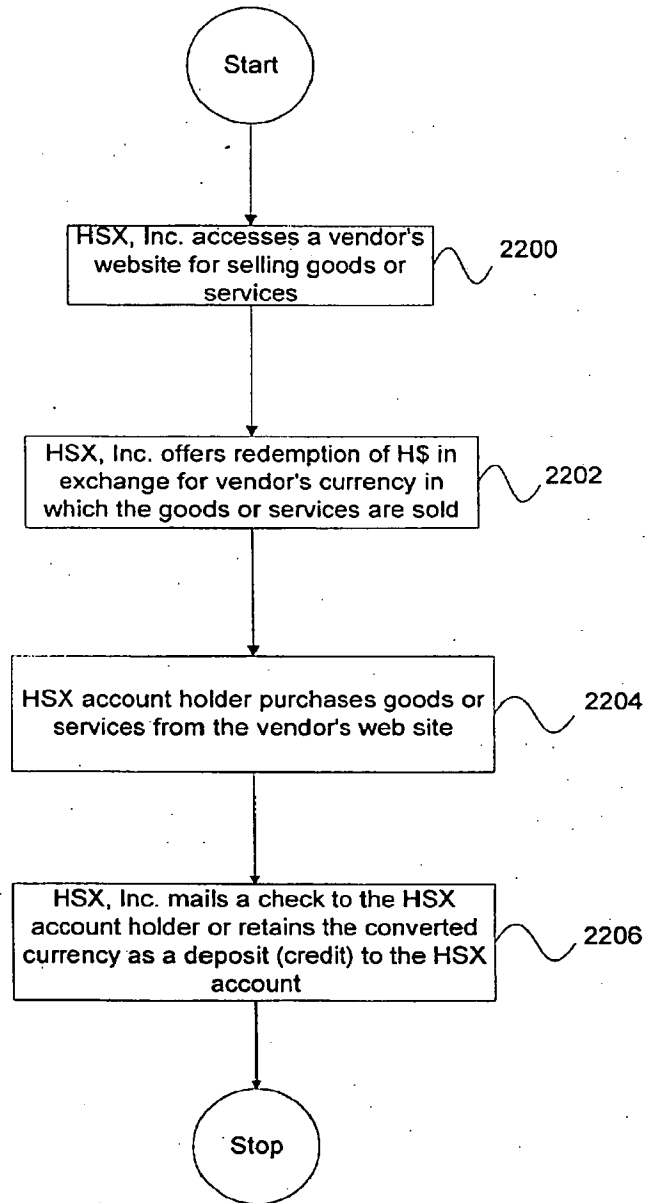 Start
HSX, Inc. accesses a vendor's
website for selling goods or
services
2200
HSX, Inc. offers redemption of H$ in
exchange for vendor's currency in
which the goods or services are sold
2202
HSX account holder purchases goods or
services from the vendor's web site
2204
HSX, Inc. mails a check to the HSX
account holder or retains the converted
currency as a deposit (credit) to the HSX
account
2206
Stop